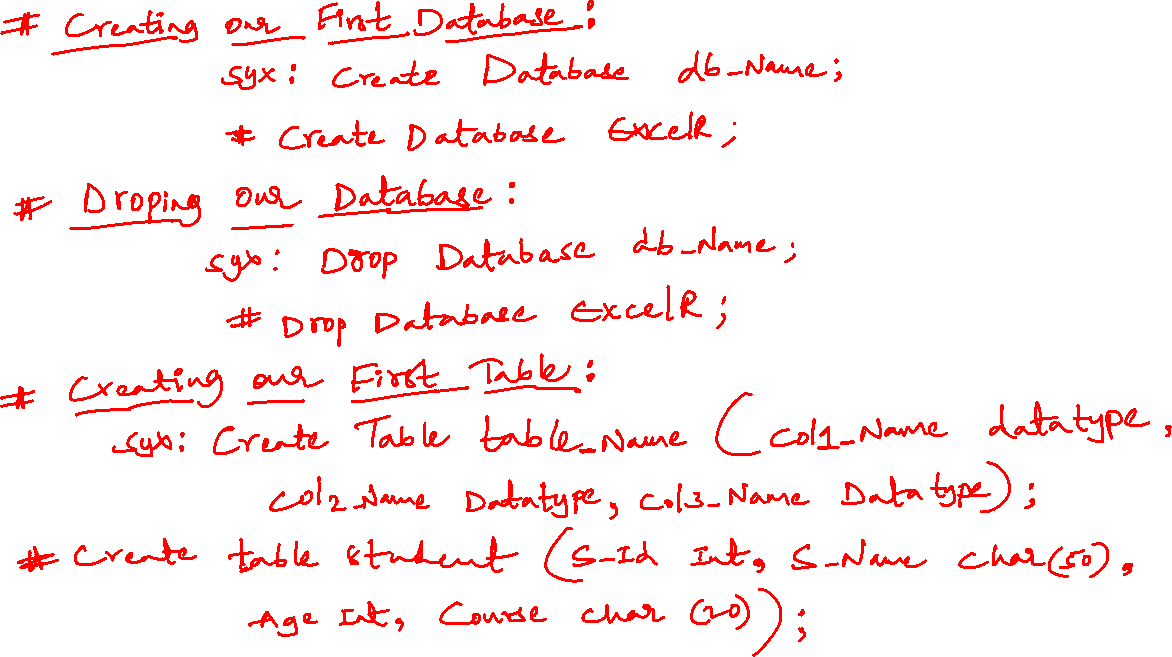 # Creating our First Database:
syx: Create Database db_Name;
# Create Database ExcelR;
# Droping our Database:
syx: Drop Database db_Name;
# Drop Database ExcelR;
# Creating our First Table:
syx: Create Table table_Name (Col1_Name datatype,
Col2_Name Datatype, Col3_Name Datatype);
# Create table student (S_Id Int, S_Name Char(50),
Age Int, Course char (20));